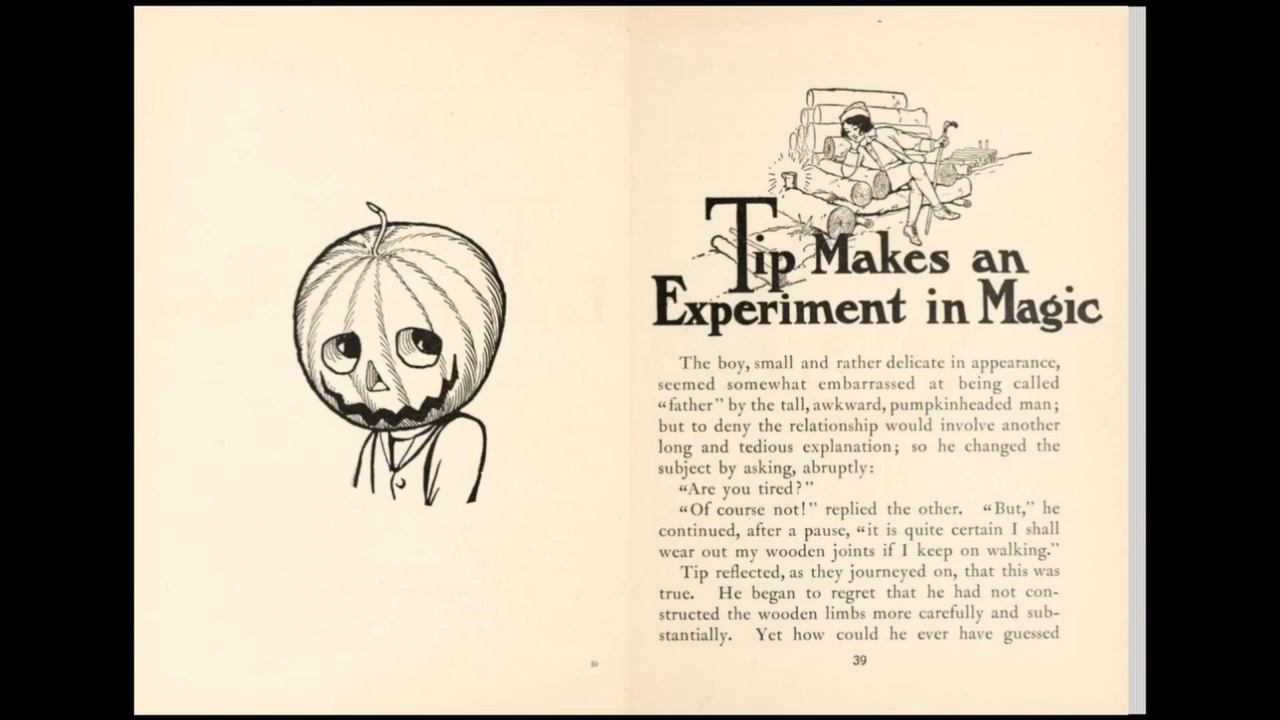 Tip Makes an
Experiment in Magic
The boy, small and rather delicate in appearance,
seemed somewhat embarrassed at being called
“father” by the tall, awkward, pumpkinheaded man;
but to deny the relationship would involve another
long and tedious explanation; so he changed the
subject by asking, abruptly:
“Are you tired?”
“Of course not!” replied the other. “But,” he
continued, after a pause, “it is quite certain I shall
wear out my wooden joints if I keep on walking.”
Tip reflected, as they journeyed on, that this was
true. He began to regret that he had not con-
structed the wooden limbs more carefully and sub-
stantially. Yet how could he ever have guessed
39